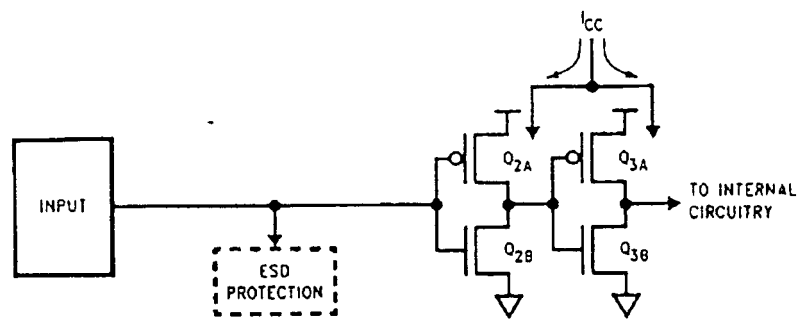 ICC
Q2A
Q3A
INPUT
TO INTERNAL
CIRCUITRY
Q2B
Q3B
ESD
PROTECTION